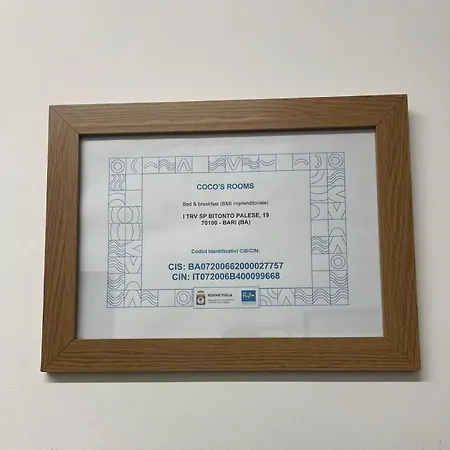 COCO'S ROOMS
Bed & breakfast (B&B imprenditoriale)
I TRV SP BITONTO PALESE, 19
70100 - BARI (BA)
Codici Identificativi CIS/CIN:
CIS: BA07200662000027757
CIN: IT072006B400099668
REGIONE PUGLIA